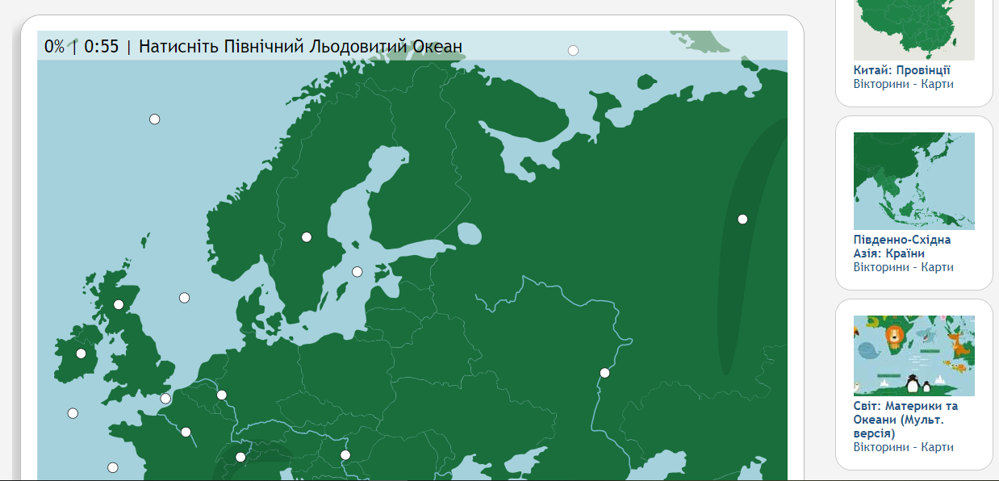 0% | 0:55 | Натисніть Північний Льодовитий Океан
Китай: Провінції
Вікторини - Карти
Південно-Східна
Азія: Країни
Вікторини - Карти
Світ: Материки та
Океани (Мульт.
версія)
Вікторини - Карти